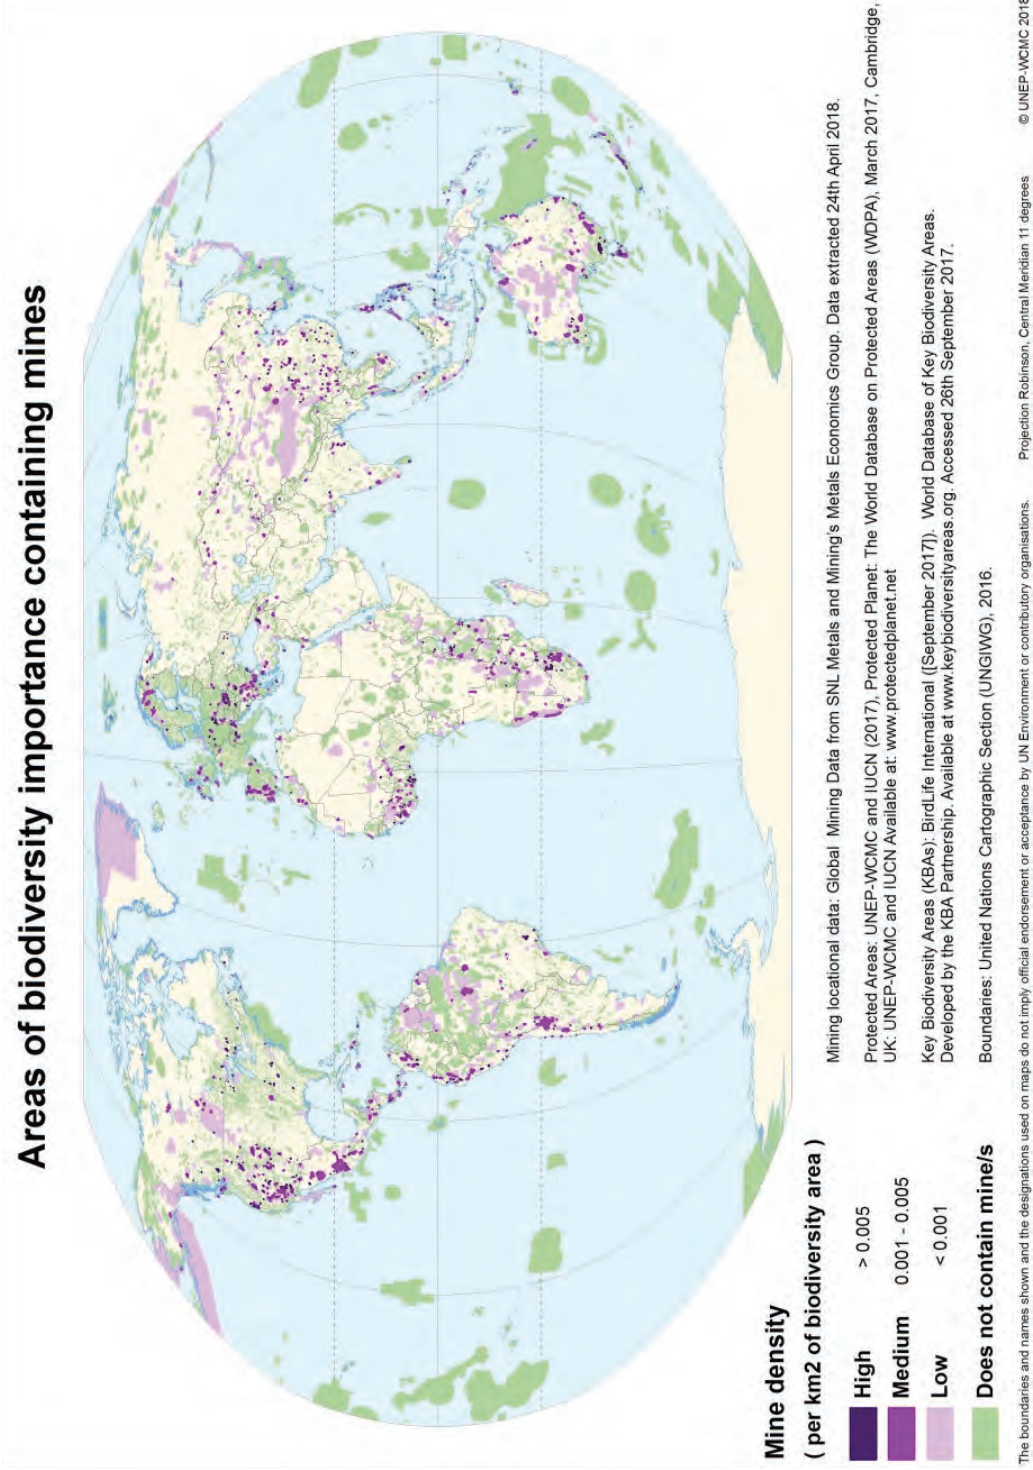 Areas of biodiversity importance containing mines
Mine density
( per km2 of biodiversity area )
High > 0.005
Medium 0.001 - 0.005
Low < 0.001
Does not contain mine/s
Mining locational data: Global Mining Data from SNL Metals and Mining's Metals Economics Group. Data extracted 24th April 2018.
Protected Areas: UNEP-WCMC and IUCN (2017), Protected Planet: The World Database on Protected Areas (WDPA), March 2017, Cambridge,
UK: UNEP-WCMC and IUCN Available at: www.protectedplanet.net
Key Biodiversity Areas (KBAs): BirdLife International ([September 2017]). World Database of Key Biodiversity Areas.
Developed by the KBA Partnership. Available at www.keybiodiversityareas.org. Accessed 26th September 2017.
Boundaries: United Nations Cartographic Section (UNGIWG), 2016.
The boundaries and names shown and the designations used on maps do not imply official endorsement or acceptance by UN Environment or contributory organisations. Projection Robinson, Central Meridian 11 degrees © UNEP-WCMC 2018